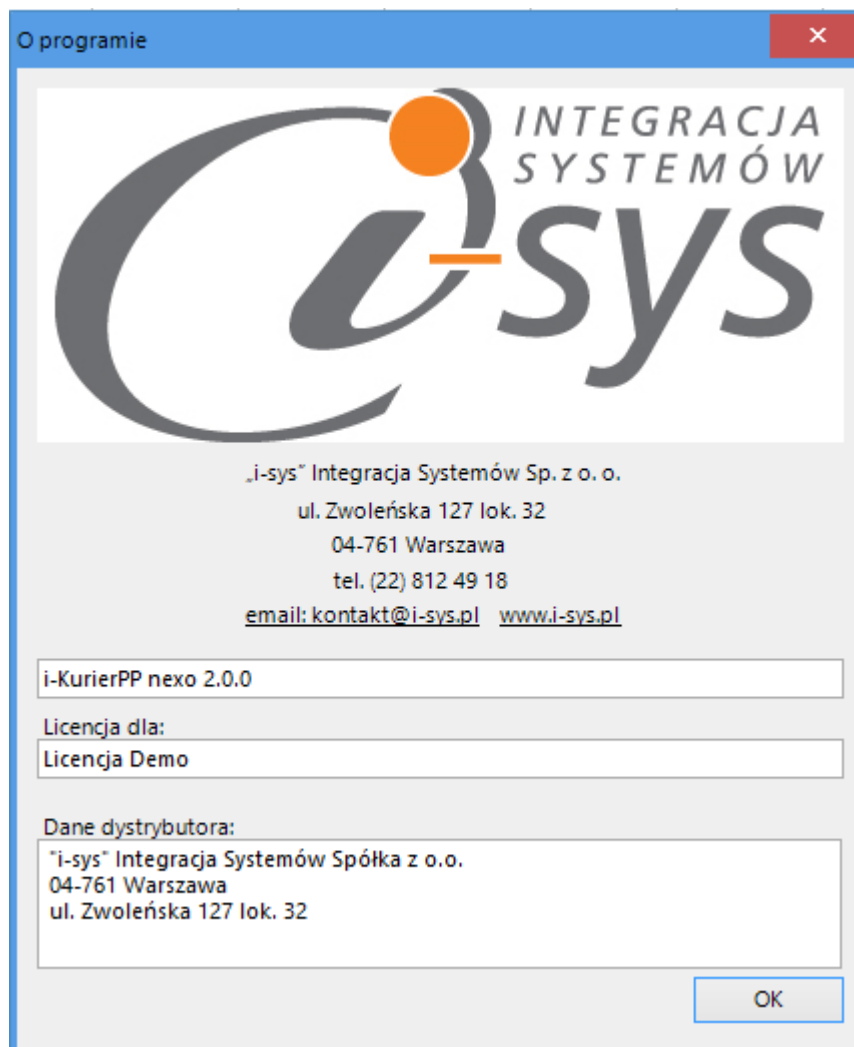 O programie
INTEGRACJA
SYSTEMÓW
i-sys
„i-sys" Integracja Systemów Sp. z o. o.
ul. Zwoleńska 127 lok. 32
04-761 Warszawa
tel. (22) 812 49 18
email: kontakt@i-sys.pl www.i-sys.pl
i-KurierPP nexo 2.0.0
Licencja dla:
Licencja Demo
Dane dystrybutora:
"i-sys" Integracja Systemów Spółka z o.o.
04-761 Warszawa
ul. Zwoleńska 127 lok. 32
OK